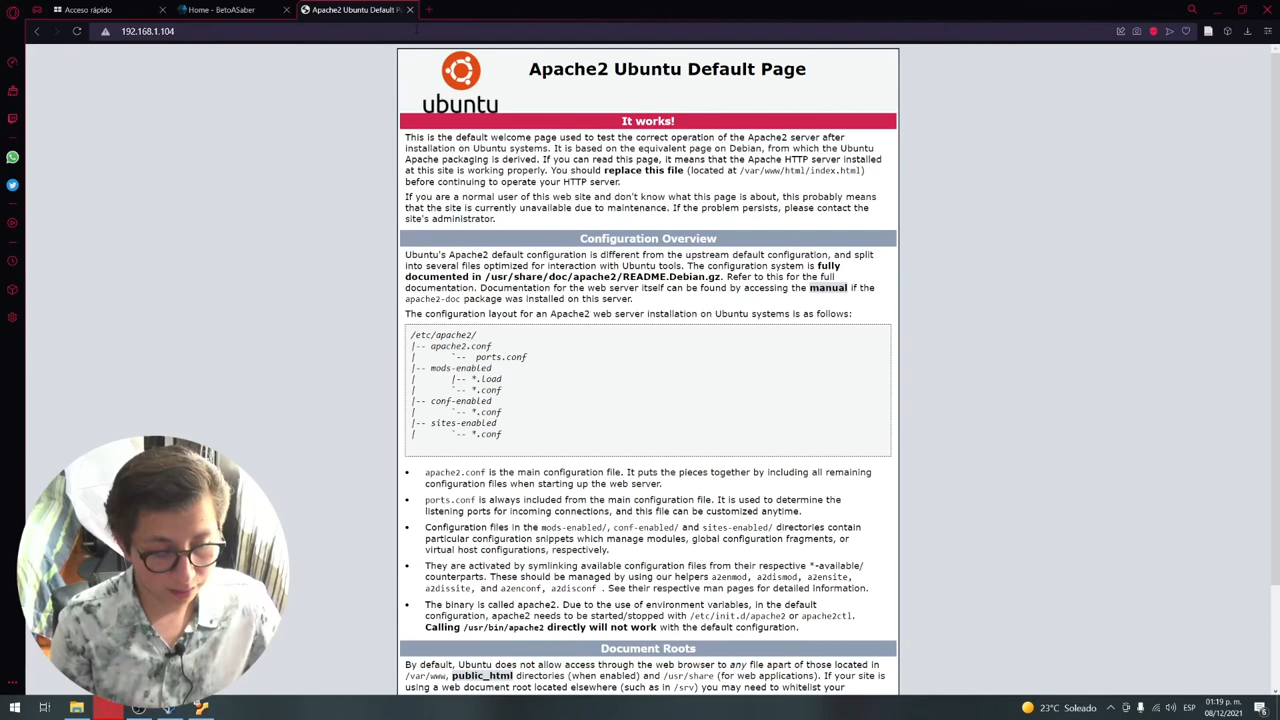 Acceso rápido
Home - BetoASaber
Apache2 Ubuntu Default P
192.168.1.104
ubuntu
Apache2 Ubuntu Default Page
It works!
This is the default welcome page used to test the correct operation of the Apache2 server after
installation on Ubuntu systems. It is based on the equivalent page on Debian, from which the Ubuntu
Apache packaging is derived. If you can read this page, it means that the Apache HTTP server installed
at this site is working properly. You should replace this file (located at /var/www/html/index.html)
before continuing to operate your HTTP server.
If you are a normal user of this web site and don't know what this page is about, this probably means
that the site is currently unavailable due to maintenance. If the problem persists, please contact the
site's administrator.
Configuration Overview
Ubuntu's Apache2 default configuration is different from the upstream default configuration, and split
into several files optimized for interaction with Ubuntu tools. The configuration system is fully
documented in /usr/share/doc/apache2/README.Debian.gz. Refer to this for the full
documentation. Documentation for the web server itself can be found by accessing the manual if the
apache2-doc package was installed on this server.
The configuration layout for an Apache2 web server installation on Ubuntu systems is as follows:
/etc/apache2/
|-- apache2.conf
|       `--  ports.conf
|-- mods-enabled
|       |-- *.load
|       `-- *.conf
|-- conf-enabled
|       `-- *.conf
|-- sites-enabled
|       `-- *.conf
• apache2.conf is the main configuration file. It puts the pieces together by including all remaining
configuration files when starting up the web server.
• ports.conf is always included from the main configuration file. It is used to determine the
listening ports for incoming connections, and this file can be customized anytime.
• Configuration files in the mods-enabled/, conf-enabled/ and sites-enabled/ directories contain
particular configuration snippets which manage modules, global configuration fragments, or
virtual host configurations, respectively.
• They are activated by symlinking available configuration files from their respective *-available/
counterparts. These should be managed by using our helpers a2enmod, a2dismod, a2ensite,
a2dissite, and a2enconf, a2disconf . See their respective man pages for detailed information.
• The binary is called apache2. Due to the use of environment variables, in the default
configuration, apache2 needs to be started/stopped with /etc/init.d/apache2 or apache2ctl.
Calling /usr/bin/apache2 directly will not work with the default configuration.
Document Roots
By default, Ubuntu does not allow access through the web browser to any file apart of those located in
/var/www, public_html directories (when enabled) and /usr/share (for web applications). If your site is
using a web document root located elsewhere (such as in /srv) you may need to whitelist your
23°C Soleado
ESP
01:19 p. m.
08/12/2021
6